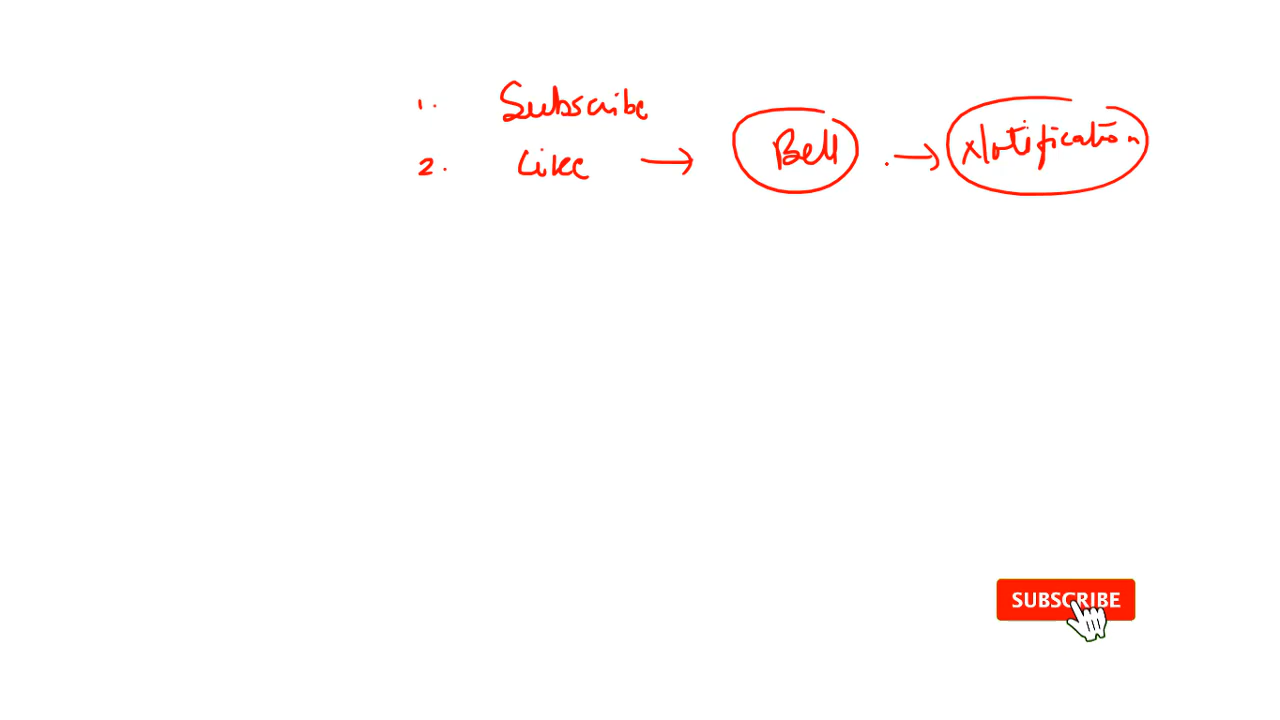 1. Subscribe
2. Like → Bell → Notification
SUBSCRIBE